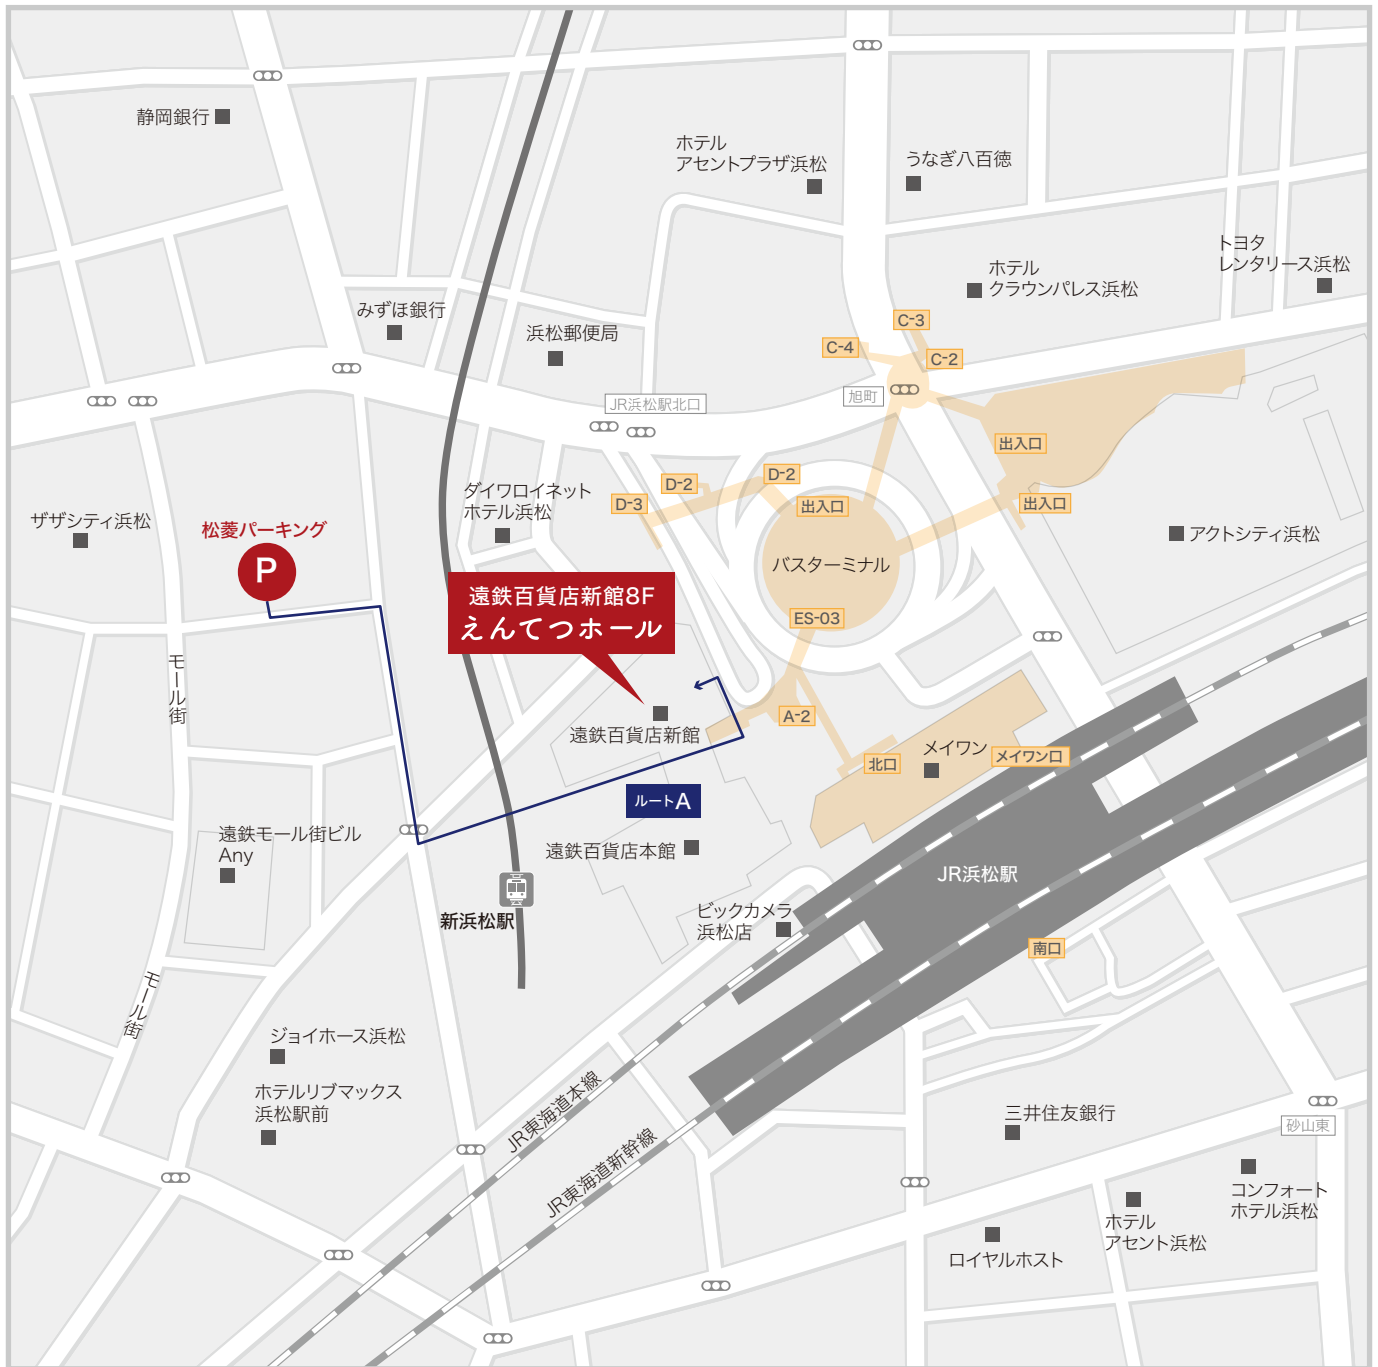 静岡銀行
ホテル
アセントプラザ浜松
うなぎ八百徳
トヨタ
レンタリース浜松
ホテル
クラウンパレス浜松
みずほ銀行
浜松郵便局
C-3
C-4
C-2
旭町
JR浜松駅北口
出入口
D-2
D-2
D-3
出入口
出入口
ダイワロイネット
ホテル浜松
ザザシティ浜松
松菱パーキング
P
アクトシティ浜松
バスターミナル
遠鉄百貨店新館8F
えんてつホール
ES-03
モール街
A-2
遠鉄百貨店新館
北口
メイワン
メイワン口
ルートA
遠鉄モール街ビル
Any
遠鉄百貨店本館
JR浜松駅
新浜松駅
ビックカメラ
浜松店
南口
モール街
ジョイホース浜松
ホテルリブマックス
浜松駅前
JR東海道本線
JR東海道新幹線
三井住友銀行
砂山東
コンフォート
ホテル浜松
ホテル
アセント浜松
ロイヤルホスト